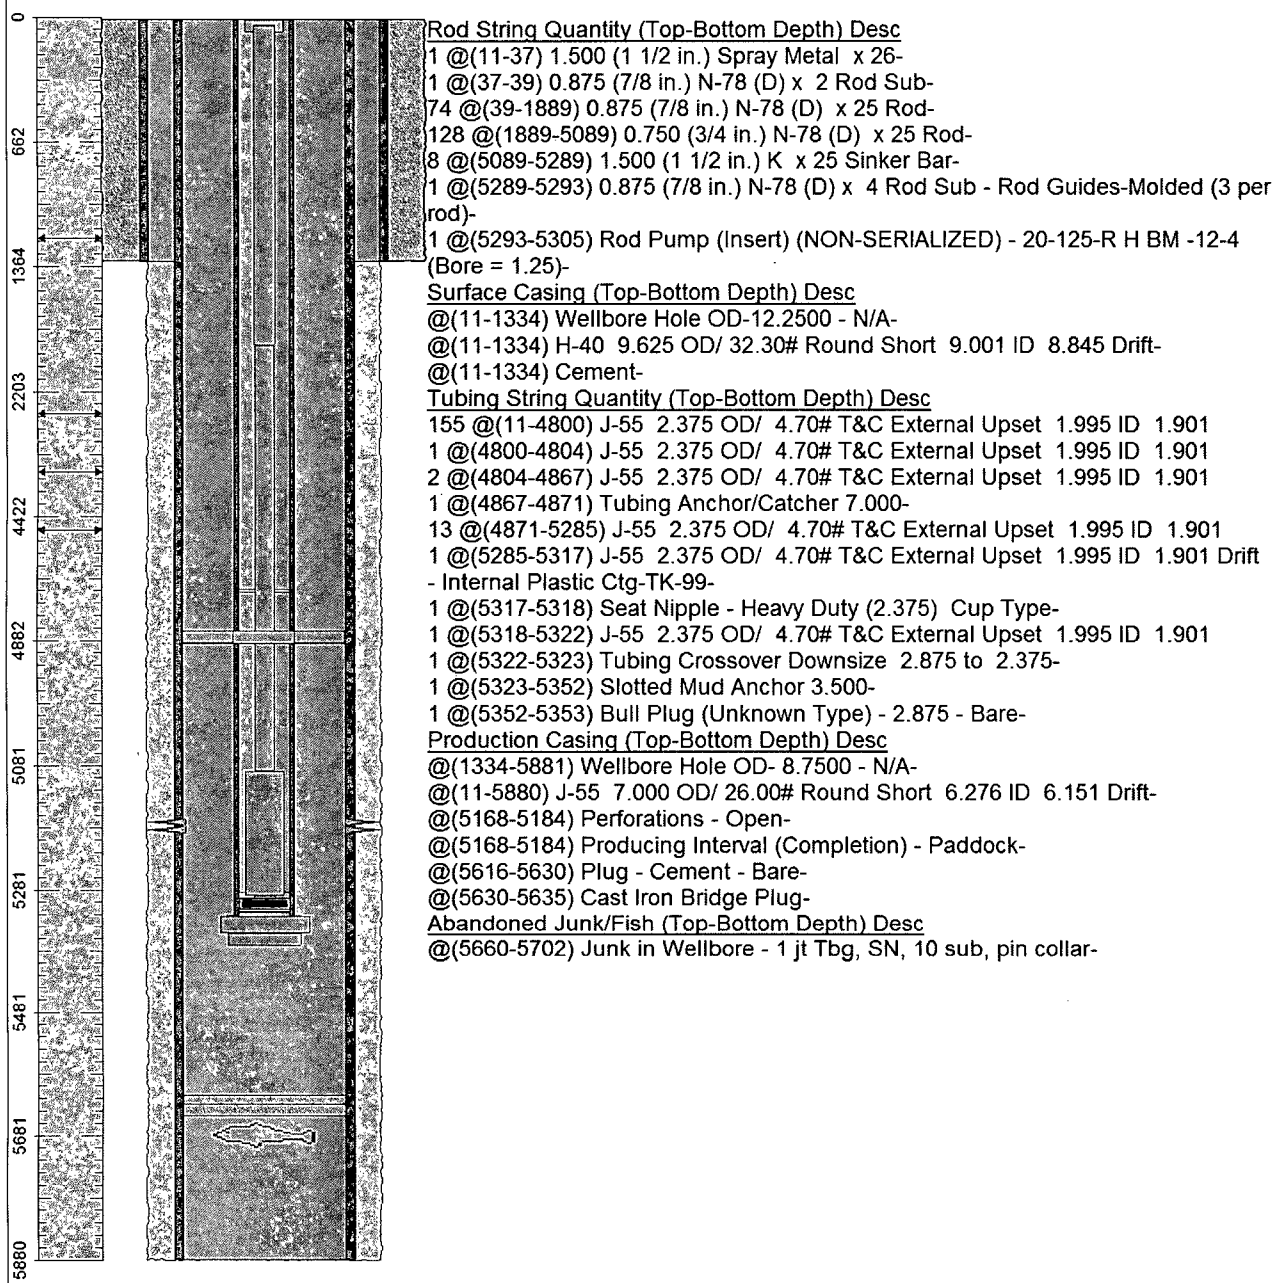 0
662
1364
2203
4422
4882
5081
5281
5481
5681
5880
Rod String Quantity (Top-Bottom Depth) Desc
1 @(11-37) 1.500 (1 1/2 in.) Spray Metal x 26-
1 @(37-39) 0.875 (7/8 in.) N-78 (D) x 2 Rod Sub-
74 @(39-1889) 0.875 (7/8 in.) N-78 (D) x 25 Rod-
128 @(1889-5089) 0.750 (3/4 in.) N-78 (D) x 25 Rod-
8 @(5089-5289) 1.500 (1 1/2 in.) K x 25 Sinker Bar-
1 @(5289-5293) 0.875 (7/8 in.) N-78 (D) x 4 Rod Sub - Rod Guides-Molded (3 per
rod)-
1 @(5293-5305) Rod Pump (Insert) (NON-SERIALIZED) - 20-125-R H BM -12-4
(Bore = 1.25)-
Surface Casing (Top-Bottom Depth) Desc
@(11-1334) Wellbore Hole OD-12.2500 - N/A-
@(11-1334) H-40 9.625 OD/ 32.30# Round Short 9.001 ID 8.845 Drift-
@(11-1334) Cement-
Tubing String Quantity (Top-Bottom Depth) Desc
155 @(11-4800) J-55 2.375 OD/ 4.70# T&C External Upset 1.995 ID 1.901
1 @(4800-4804) J-55 2.375 OD/ 4.70# T&C External Upset 1.995 ID 1.901
2 @(4804-4867) J-55 2.375 OD/ 4.70# T&C External Upset 1.995 ID 1.901
1 @(4867-4871) Tubing Anchor/Catcher 7.000-
13 @(4871-5285) J-55 2.375 OD/ 4.70# T&C External Upset 1.995 ID 1.901
1 @(5285-5317) J-55 2.375 OD/ 4.70# T&C External Upset 1.995 ID 1.901 Drift
- Internal Plastic Ctg-TK-99-
1 @(5317-5318) Seat Nipple - Heavy Duty (2.375) Cup Type-
1 @(5318-5322) J-55 2.375 OD/ 4.70# T&C External Upset 1.995 ID 1.901
1 @(5322-5323) Tubing Crossover Downsize 2.875 to 2.375-
1 @(5323-5352) Slotted Mud Anchor 3.500-
1 @(5352-5353) Bull Plug (Unknown Type) - 2.875 - Bare-
Production Casing (Top-Bottom Depth) Desc
@(1334-5881) Wellbore Hole OD- 8.7500 - N/A-
@(11-5880) J-55 7.000 OD/ 26.00# Round Short 6.276 ID 6.151 Drift-
@(5168-5184) Perforations - Open-
@(5168-5184) Producing Interval (Completion) - Paddock-
@(5616-5630) Plug - Cement - Bare-
@(5630-5635) Cast Iron Bridge Plug-
Abandoned Junk/Fish (Top-Bottom Depth) Desc
@(5660-5702) Junk in Wellbore - 1 jt Tbg, SN, 10 sub, pin collar-